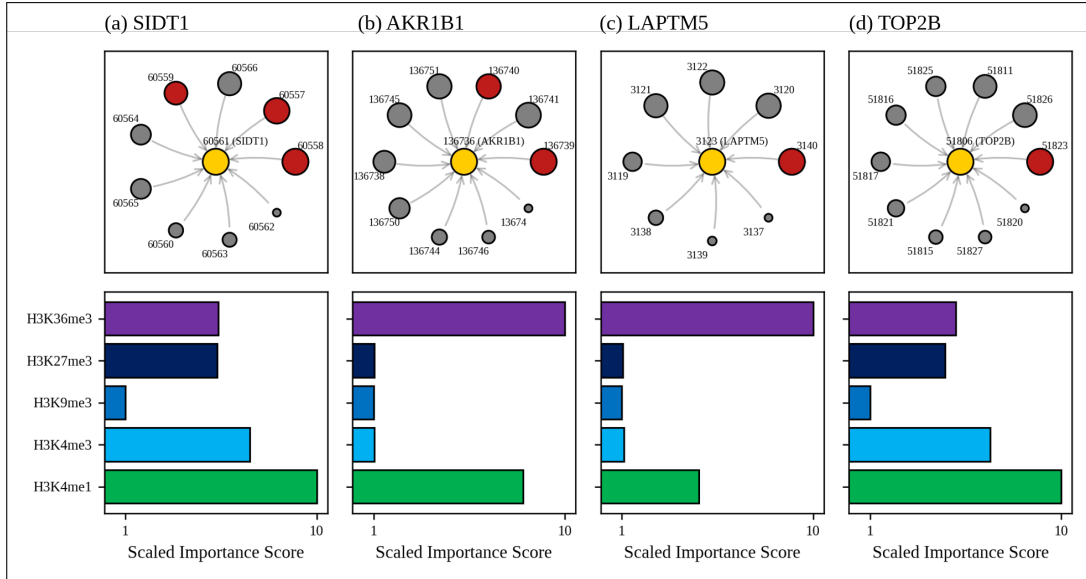 (a) SIDT1
(b) AKR1B1
(c) LAPTM5
(d) TOP2B
60566
60559
60557
60564
60561 (SIDT1)
60558
60565
60562
60560
60563
136751
136740
136745
136741
136736 (AKR1B1)
136739
136738
13674
136750
136744
136746
3122
3121
3120
3123 (LAPTM5)
3140
3119
3138
3137
3139
51825
51811
51816
51826
51806 (TOP2B)
51823
51817
51821
51820
51815
51827
H3K36me3
H3K27me3
H3K9me3
H3K4me3
H3K4me1
1 10
1 10
1 10
1 10
Scaled Importance Score
Scaled Importance Score
Scaled Importance Score
Scaled Importance Score